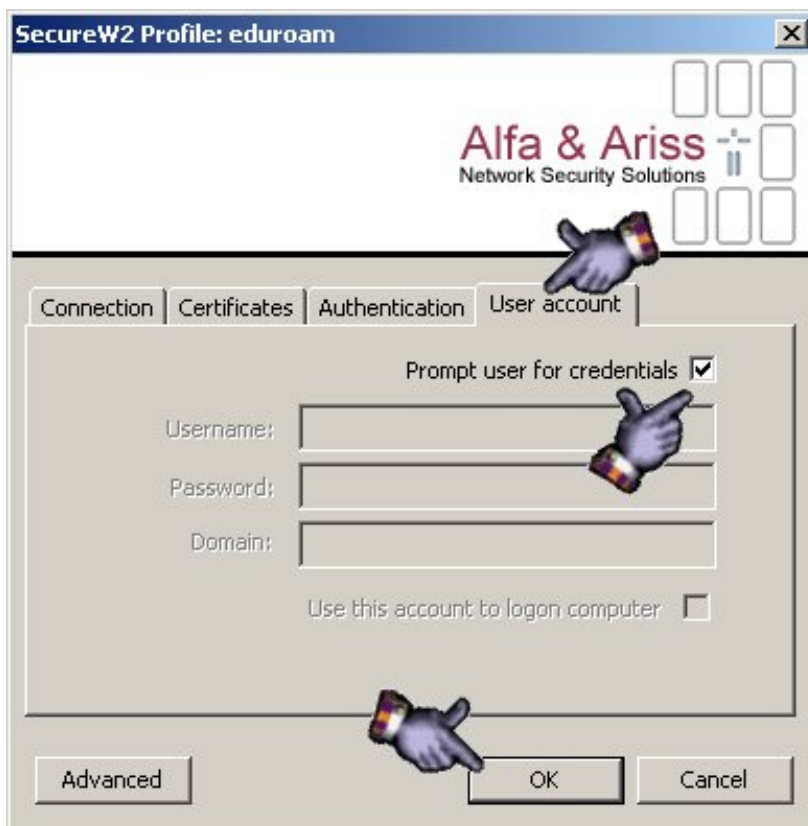 SecureW2 Profile: eduroam
Alfa & Ariss
Network Security Solutions
Connection Certificates Authentication User account
Prompt user for credentials
Username:
Password:
Domain:
Use this account to logon computer
Advanced OK Cancel